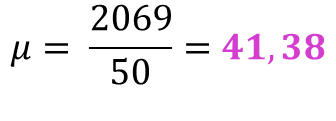 μ = 2069/50 = 41,38